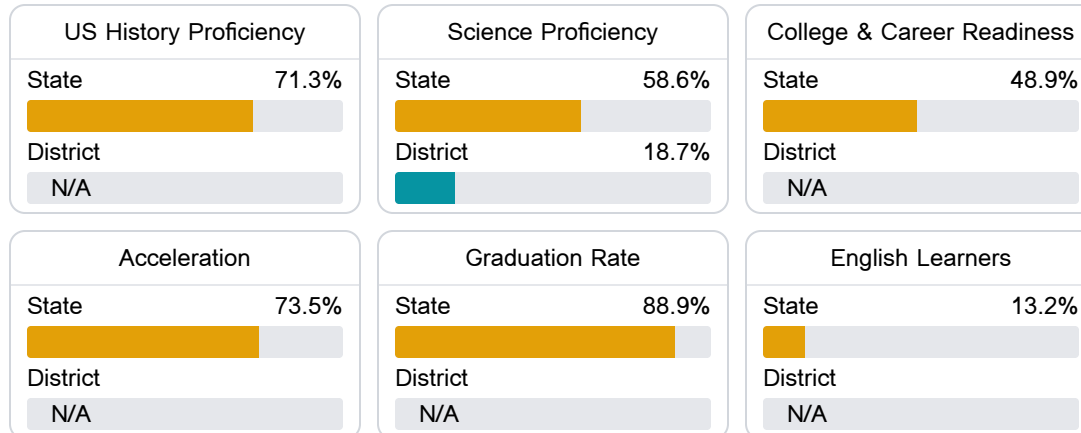 US History Proficiency
State 71.3%
District
N/A
Science Proficiency
State 58.6%
District 18.7%
College & Career Readiness
State 48.9%
District
N/A
Acceleration
State 73.5%
District
N/A
Graduation Rate
State 88.9%
District
N/A
English Learners
State 13.2%
District
N/A